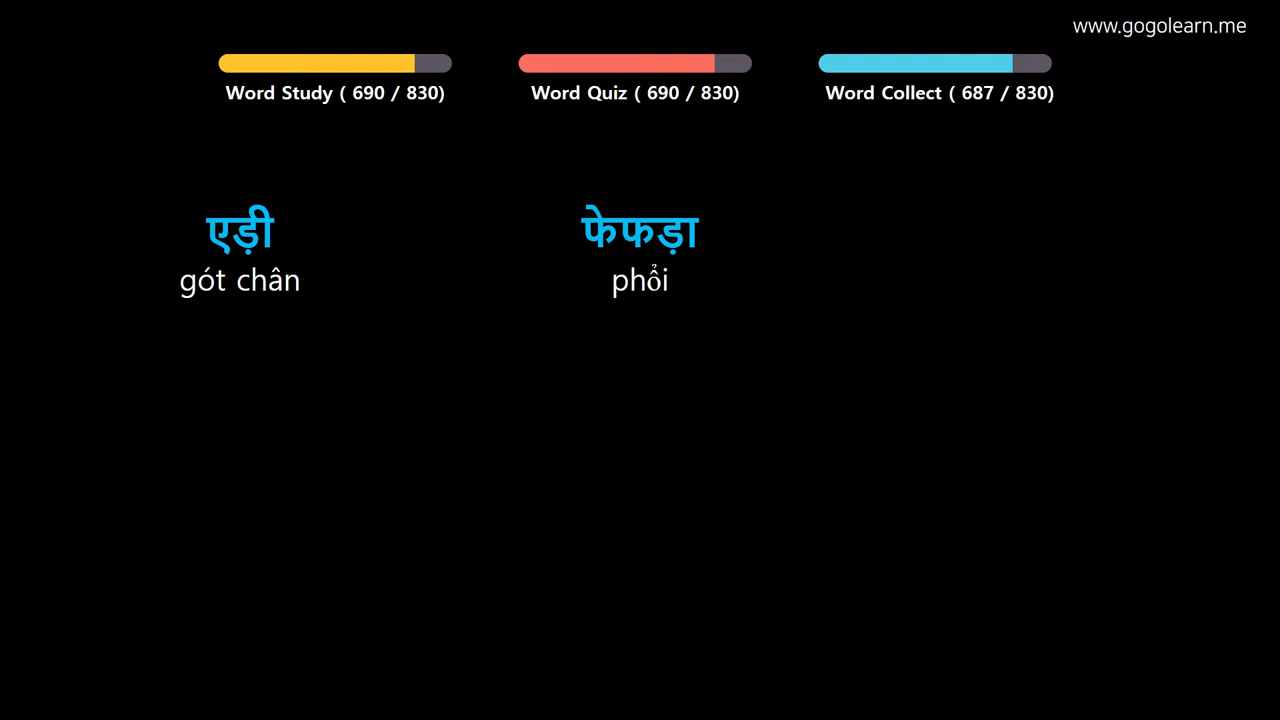 www.gogolearn.me
Word Study ( 690 / 830)
Word Quiz ( 690 / 830)
Word Collect ( 687 / 830)
एड़ी
gót chân
फेफड़ा
phổi